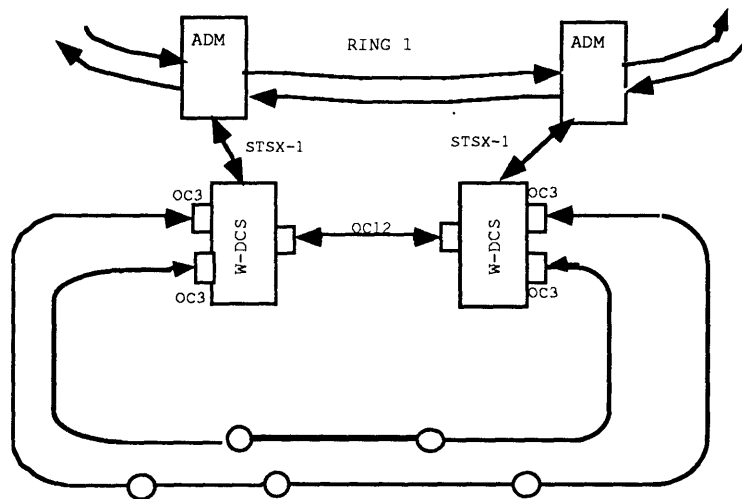 ADM
RING 1
ADM
STSX-1
STSX-1
OC3
OC3
W-DCS
OC12
W-DCS
OC3
OC3